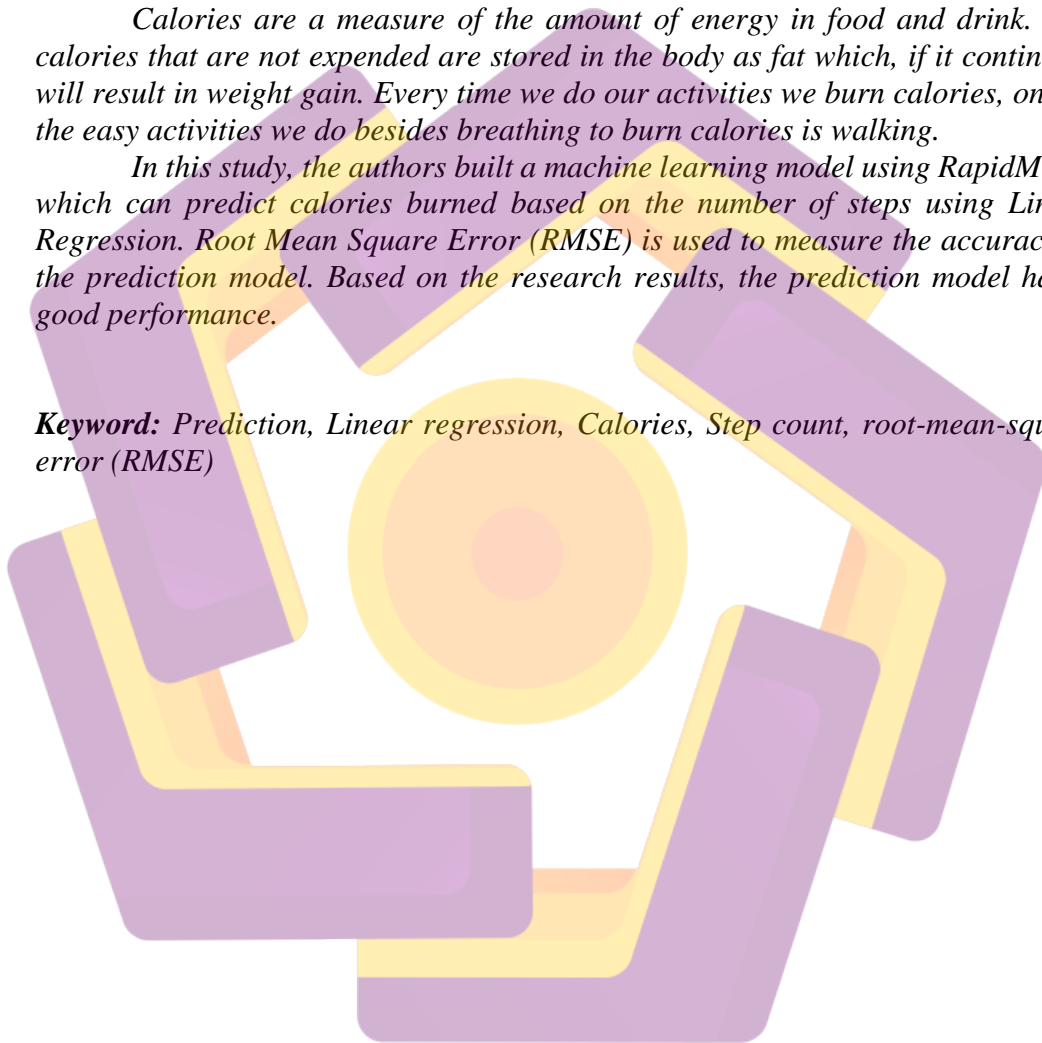 Calories are a measure of the amount of energy in food and drink.
calories that are not expended are stored in the body as fat which, if it contin
will result in weight gain. Every time we do our activities we burn calories, on
the easy activities we do besides breathing to burn calories is walking.
In this study, the authors built a machine learning model using RapidM
which can predict calories burned based on the number of steps using Lin
Regression. Root Mean Square Error (RMSE) is used to measure the accurac
the prediction model. Based on the research results, the prediction model ha
good performance.
Keyword: Prediction, Linear regression, Calories, Step count, root-mean-squ
error (RMSE)